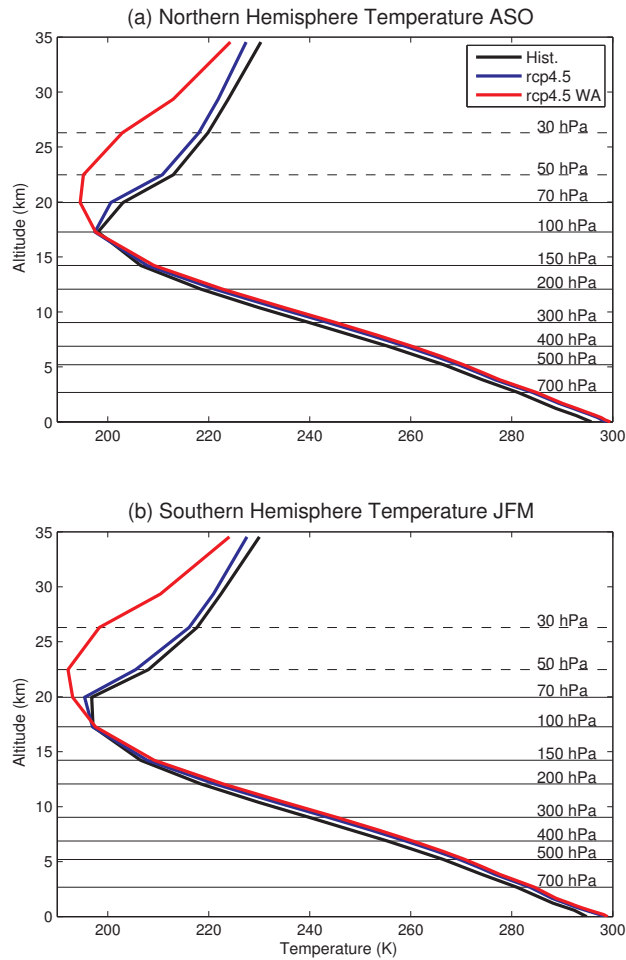 (a) Northern Hemisphere Temperature ASO
35
30
25
20
15
10
5
0
Altitude (km)
Hist.
rcp4.5
rcp4.5 WA
30 hPa
50 hPa
70 hPa
100 hPa
150 hPa
200 hPa
300 hPa
400 hPa
500 hPa
700 hPa
200 220 240 260 280 300
(b) Southern Hemisphere Temperature JFM
35
30
25
20
15
10
5
0
Altitude (km)
30 hPa
50 hPa
70 hPa
100 hPa
150 hPa
200 hPa
300 hPa
400 hPa
500 hPa
700 hPa
200 220 240 260 280 300
Temperature (K)